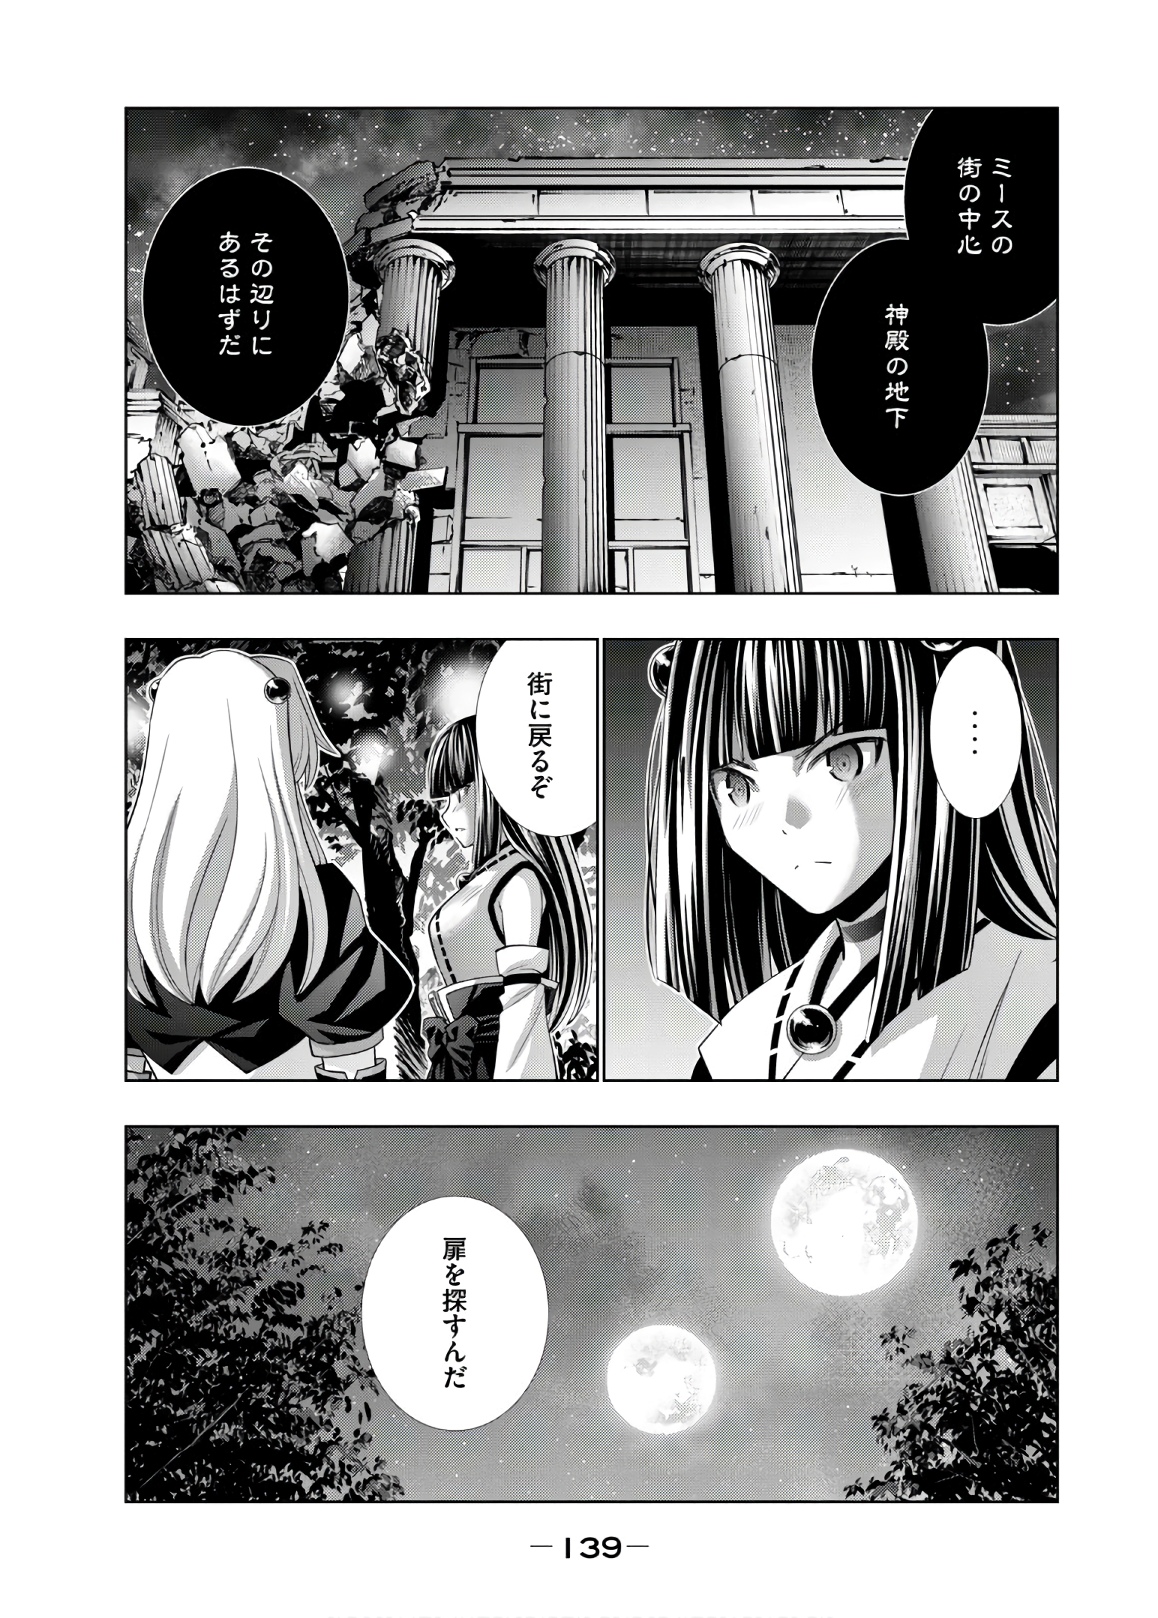 ミースの
街の中心
神殿の地下
その辺りに
あるはずだ
‥‥
街に戻るぞ
扉を探すんだ
—139—